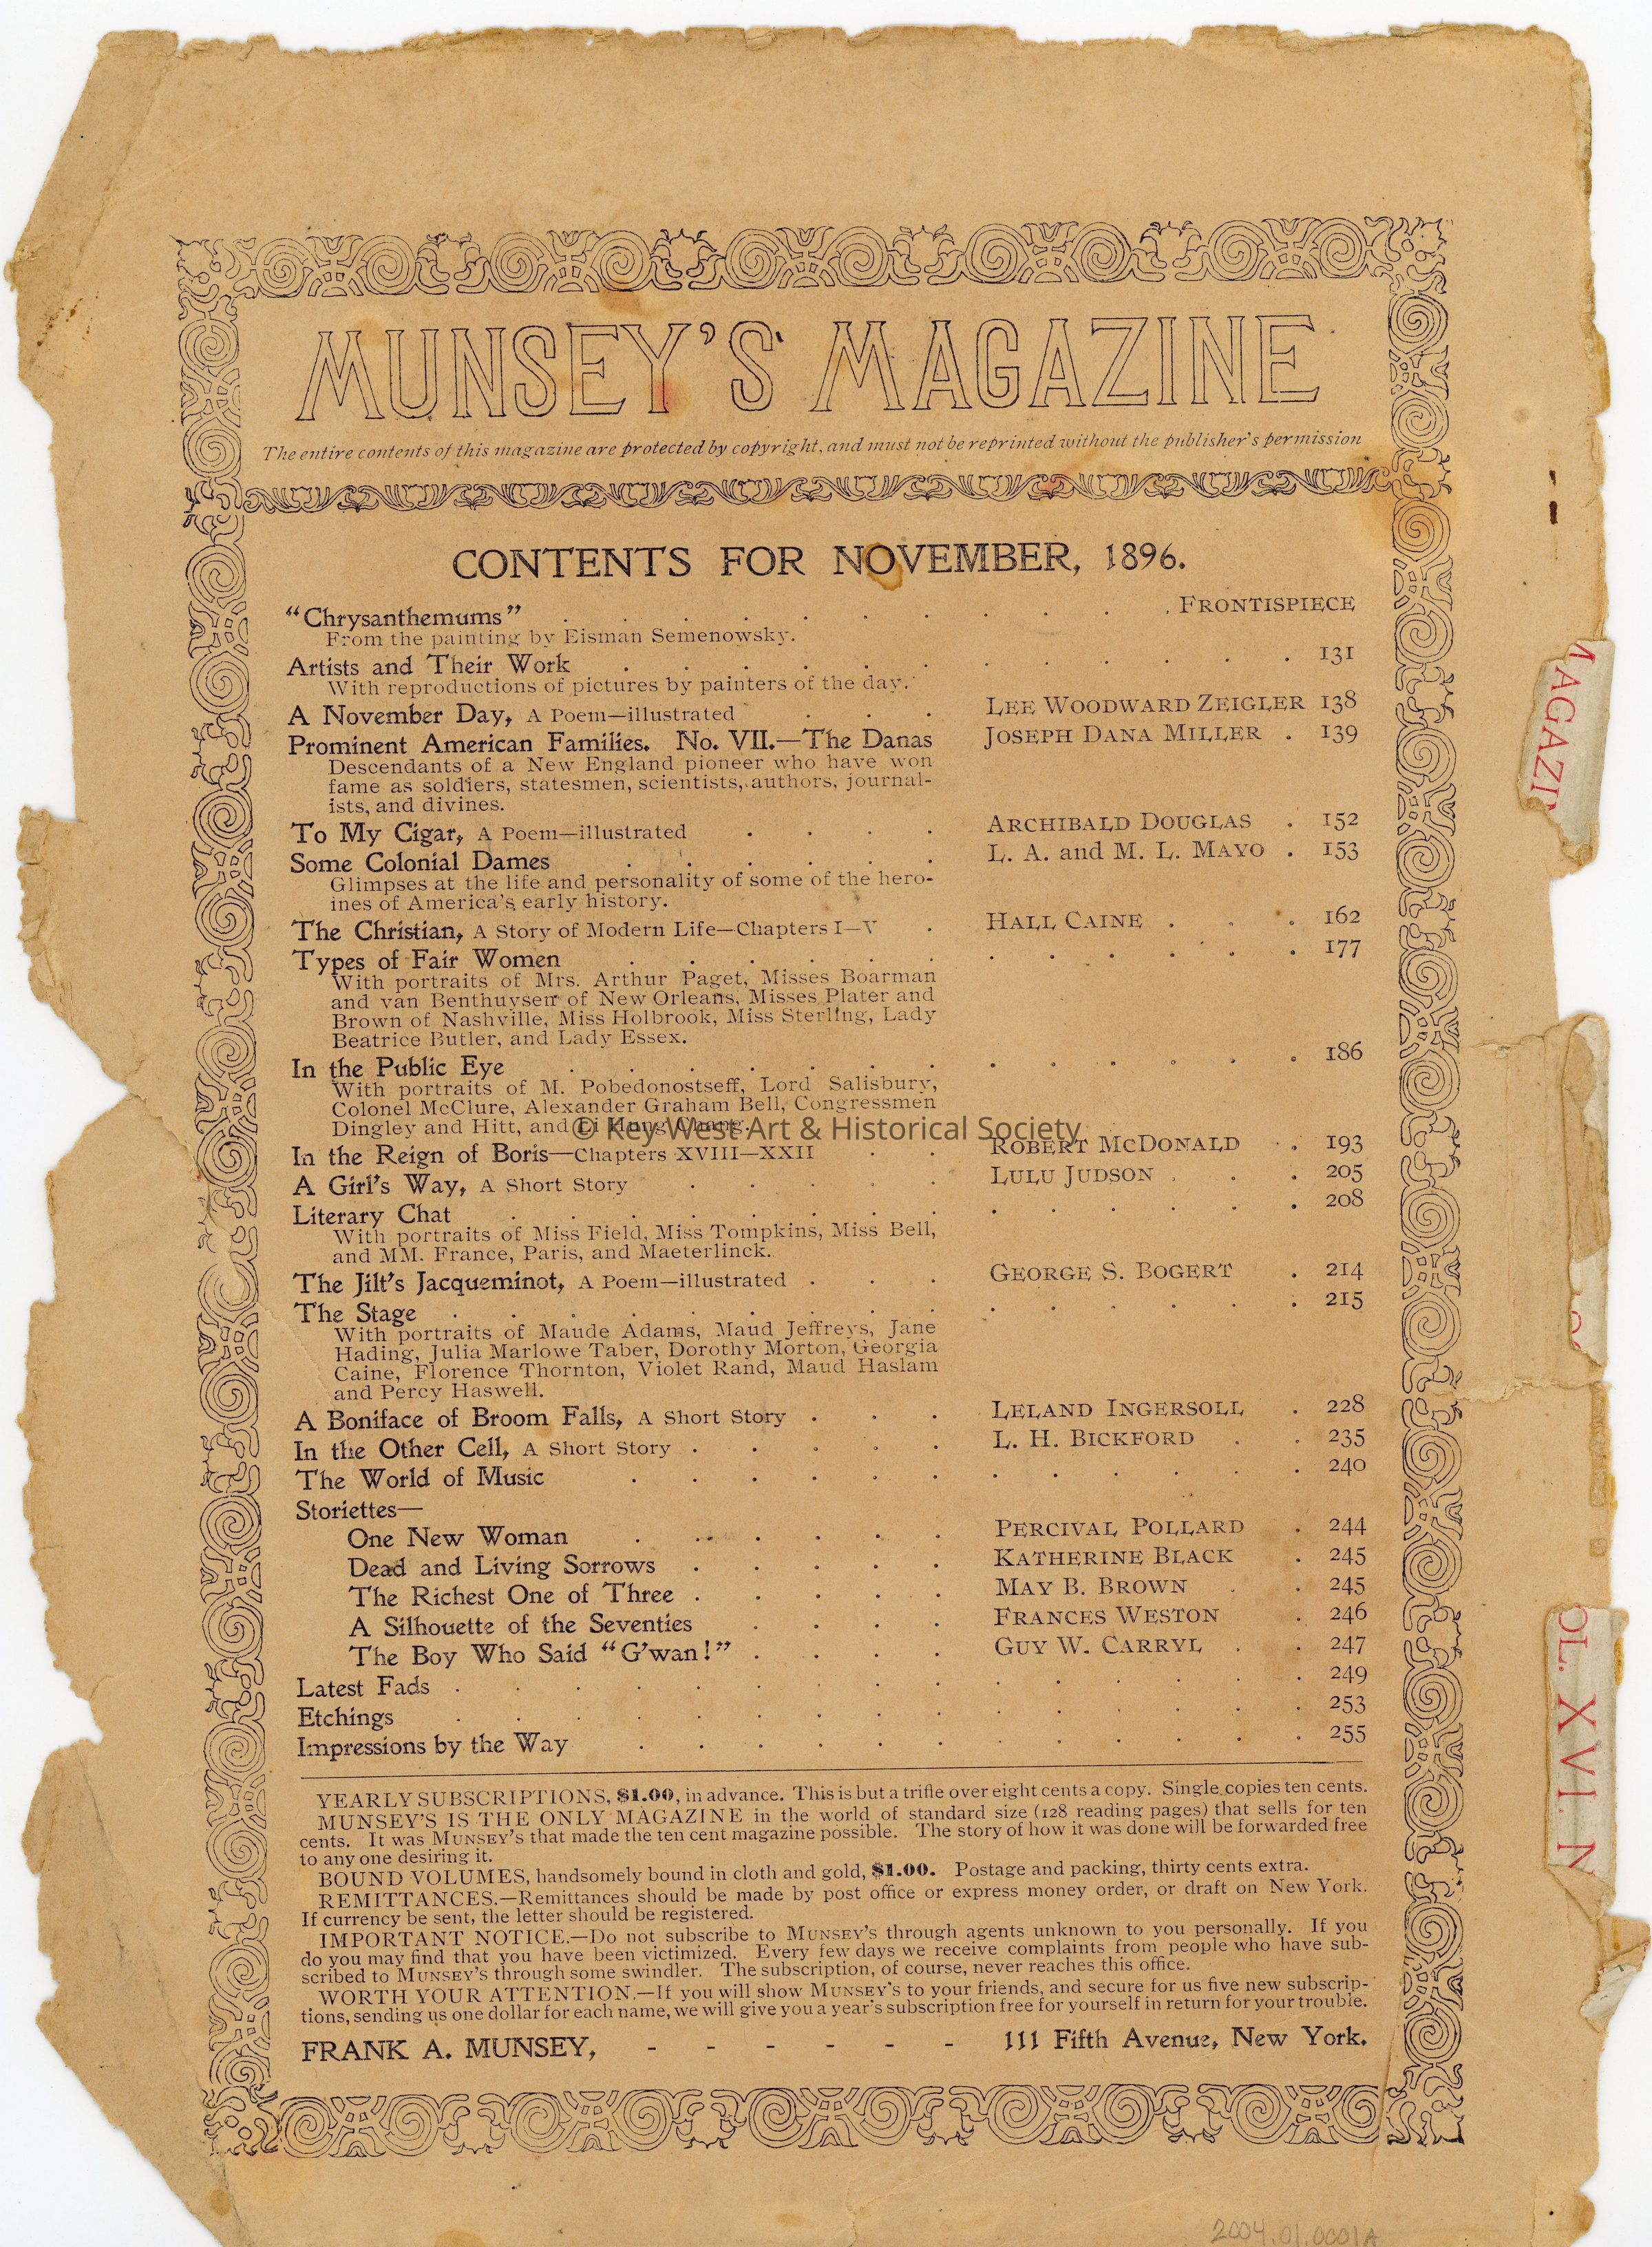 MUNSEY'S MAGAZINE
The entire contents of this magazine are protected by copyright, and must not be reprinted without the publisher's permission
CONTENTS FOR NOVEMBER, 1896.
"Chrysanthemums" . . . . . . . . . . . FRONTISPIECE
From the painting by Eisman Semenowsky.
Artists and Their Work . . . . . . . . . . . . 131
With reproductions of pictures by painters of the day.
A November Day, A Poem—illustrated . . . LEE WOODWARD ZEIGLER 138
Prominent American Families. No. VII.—The Danas JOSEPH DANA MILLER . 139
Descendants of a New England pioneer who have won
fame as soldiers, statesmen, scientists, authors, journal-
ists, and divines.
To My Cigar, A Poem—illustrated . . . . ARCHIBALD DOUGLAS . 152
Some Colonial Dames . . . . . . L. A. and M. L. MAYO . 153
Glimpses at the life and personality of some of the hero-
ines of America's early history.
The Christian, A Story of Modern Life—Chapters I—V . HALL CAINE . . . 162
Types of Fair Women . . . . . . . . . . . . 177
With portraits of Mrs. Arthur Paget, Misses Boarman
and van Benthuysen of New Orleans, Misses Plater and
Brown of Nashville, Miss Holbrook, Miss Sterling, Lady
Beatrice Butler, and Lady Essex.
In the Public Eye . . . . . . . . . . . . . 186
With portraits of M. Pobedonostseff, Lord Salisbury,
Colonel McClure, Alexander Graham Bell, Congressmen
Dingley and Hitt, and Li Hung Chang.
© Key West Art & Historical Society
In the Reign of Boris—Chapters XVIII—XXII . . ROBERT MCDONALD . 193
A Girl's Way, A Short Story . . . . . LULU JUDSON . . . 205
Literary Chat . . . . . . . . . . . . . . 208
With portraits of Miss Field, Miss Tompkins, Miss Bell,
and MM. France, Paris, and Maeterlinck.
The Jilt's Jacqueminot, A Poem—illustrated . . . GEORGE S. BOGERT . 214
The Stage . . . . . . . . . . . . . . . 215
With portraits of Maude Adams, Maud Jeffreys, Jane
Hading, Julia Marlowe Taber, Dorothy Morton, Georgia
Caine, Florence Thornton, Violet Rand, Maud Haslam
and Percy Haswell.
A Boniface of Broom Falls, A Short Story . . . LELAND INGERSOLL . 228
In the Other Cell, A Short Story . . . . . L. H. BICKFORD . . 235
The World of Music . . . . . . . . . . . . 240
Storiettes—
One New Woman . . . . . . PERCIVAL POLLARD . 244
Dead and Living Sorrows . . . . . KATHERINE BLACK . 245
The Richest One of Three . . . . . MAY B. BROWN . . 245
A Silhouette of the Seventies . . . . FRANCES WESTON . 246
The Boy Who Said "G'wan!" . . . . GUY W. CARRYL . . 247
Latest Fads . . . . . . . . . . . . . . . 249
Etchings . . . . . . . . . . . . . . . 253
Impressions by the Way . . . . . . . . . . . . 255
YEARLY SUBSCRIPTIONS, $1.00, in advance. This is but a trifle over eight cents a copy. Single copies ten cents.
MUNSEY'S IS THE ONLY MAGAZINE in the world of standard size (128 reading pages) that sells for ten
cents. It was MUNSEY'S that made the ten cent magazine possible. The story of how it was done will be forwarded free
to any one desiring it.
BOUND VOLUMES, handsomely bound in cloth and gold, $1.00. Postage and packing, thirty cents extra.
REMITTANCES.—Remittances should be made by post office or express money order, or draft on New York.
If currency be sent, the letter should be registered.
IMPORTANT NOTICE.—Do not subscribe to MUNSEY'S through agents unknown to you personally. If you
do you may find that you have been victimized. Every few days we receive complaints from people who have sub-
scribed to MUNSEY'S through some swindler. The subscription, of course, never reaches this office.
WORTH YOUR ATTENTION.—If you will show MUNSEY'S to your friends, and secure for us five new subscrip-
tions, sending us one dollar for each name, we will give you a year's subscription free for yourself in return for your trouble.
FRANK A. MUNSEY, - - - - - - 111 Fifth Avenue, New York.
MAGAZI
OL. XVI. N
2004.01.0001A